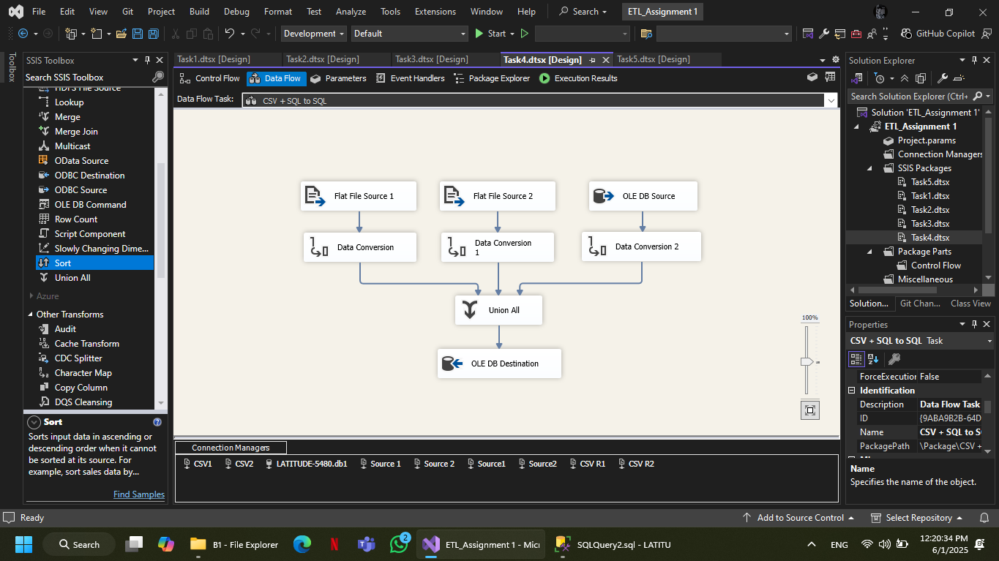 File Edit View Git Project Build Debug Format Test Analyze Tools Extensions Window Help Search ETL_Assignment 1
Development Default Start GitHub Copilot
Toolbox
SSIS Toolbox
Search SSIS Toolbox
HDFS File Source
Lookup
Merge
Merge Join
Multicast
OData Source
ODBC Destination
ODBC Source
OLE DB Command
Row Count
Script Component
Slowly Changing Dime...
Sort
Union All
Azure
Other Transforms
Audit
Cache Transform
CDC Splitter
Character Map
Copy Column
DQS Cleansing
Sort
Sorts input data in ascending or
descending order when it cannot
be sorted at its source. For
example, sort sales data by...
Find Samples
Task1.dtsx [Design] Task2.dtsx [Design] Task3.dtsx [Design] Task4.dtsx [Design] Task5.dtsx [Design]
Control Flow Data Flow Parameters Event Handlers Package Explorer Execution Results
Data Flow Task: CSV + SQL to SQL
Flat File Source 1 Flat File Source 2 OLE DB Source
Data Conversion Data Conversion
1 Data Conversion 2
Union All
OLE DB Destination
100%
Connection Managers
CSV1 CSV2 LATITUDE-5480.db1 Source 1 Source 2 Source1 Source2 CSV R1 CSV R2
Solution Explorer
Search Solution Explorer (Ctrl+
Solution 'ETL_Assignment 1'
ETL_Assignment 1
Project.params
Connection Managers
SSIS Packages
Task5.dtsx
Task1.dtsx
Task2.dtsx
Task3.dtsx
Task4.dtsx
Package Parts
Control Flow
Miscellaneous
Solution... Git Chan... Class View
Properties
CSV + SQL to SQL Task
ForceExecution False
Identification
Description Data Flow Task
ID {9ABA9B2B-64D
Name CSV + SQL to S
PackagePath \Package\CSV +
Name
Specifies the name of the object.
Ready Add to Source Control Select Repository
Search B1 - File Explorer 2 ETL_Assignment 1 - Micr SQLQuery2.sql - LATITU ENG 12:20:34 PM
6/1/2025